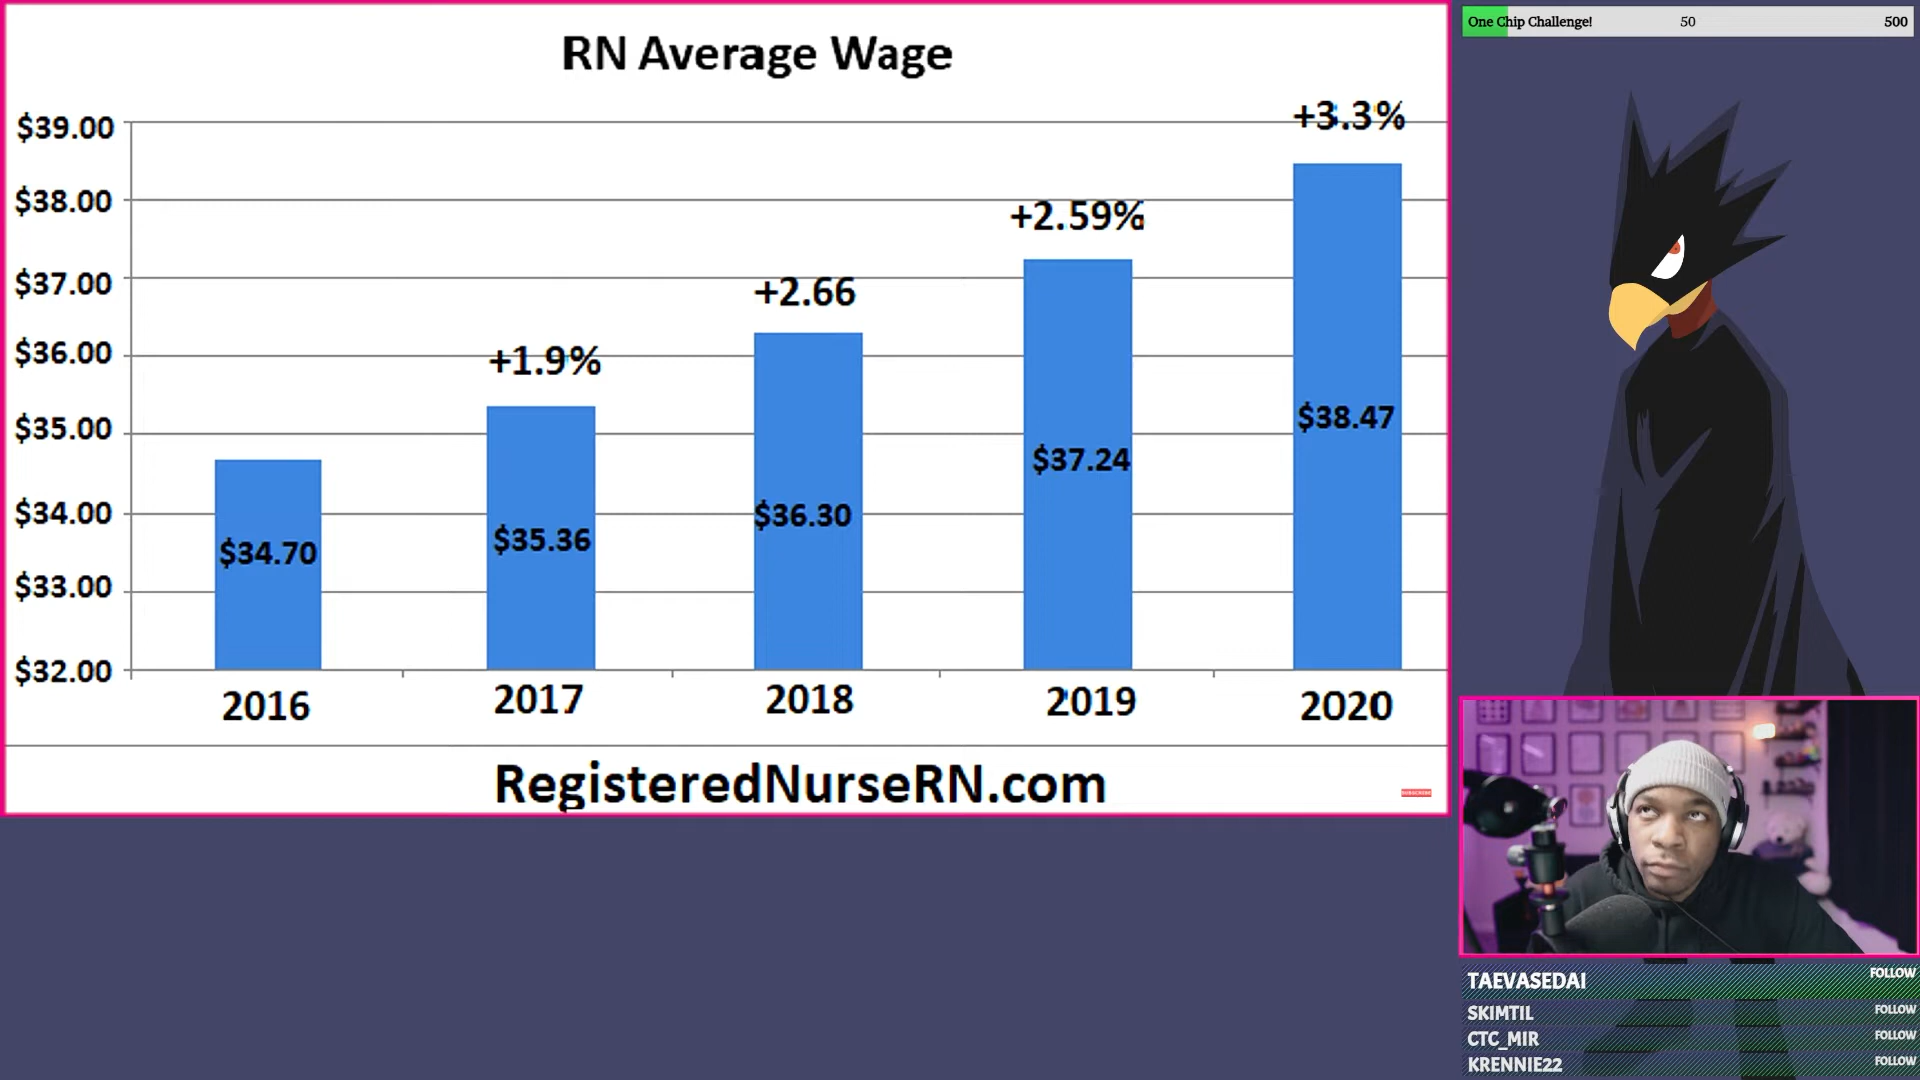 RN Average Wage
$39.00
$38.00
$37.00
$36.00
$35.00
$34.00
$33.00
$32.00
+1.9%
+2.66
+2.59%
+3.3%
$34.70
$35.36
$36.30
$37.24
$38.47
2016
2017
2018
2019
2020
RegisteredNurseRN.com
SUBSCRIBE
One Chip Challenge! 50 500
TAEVASEDAI FOLLOW
SKIMTIL FOLLOW
CTC_MIR FOLLOW
KRENNIE22 FOLLOW